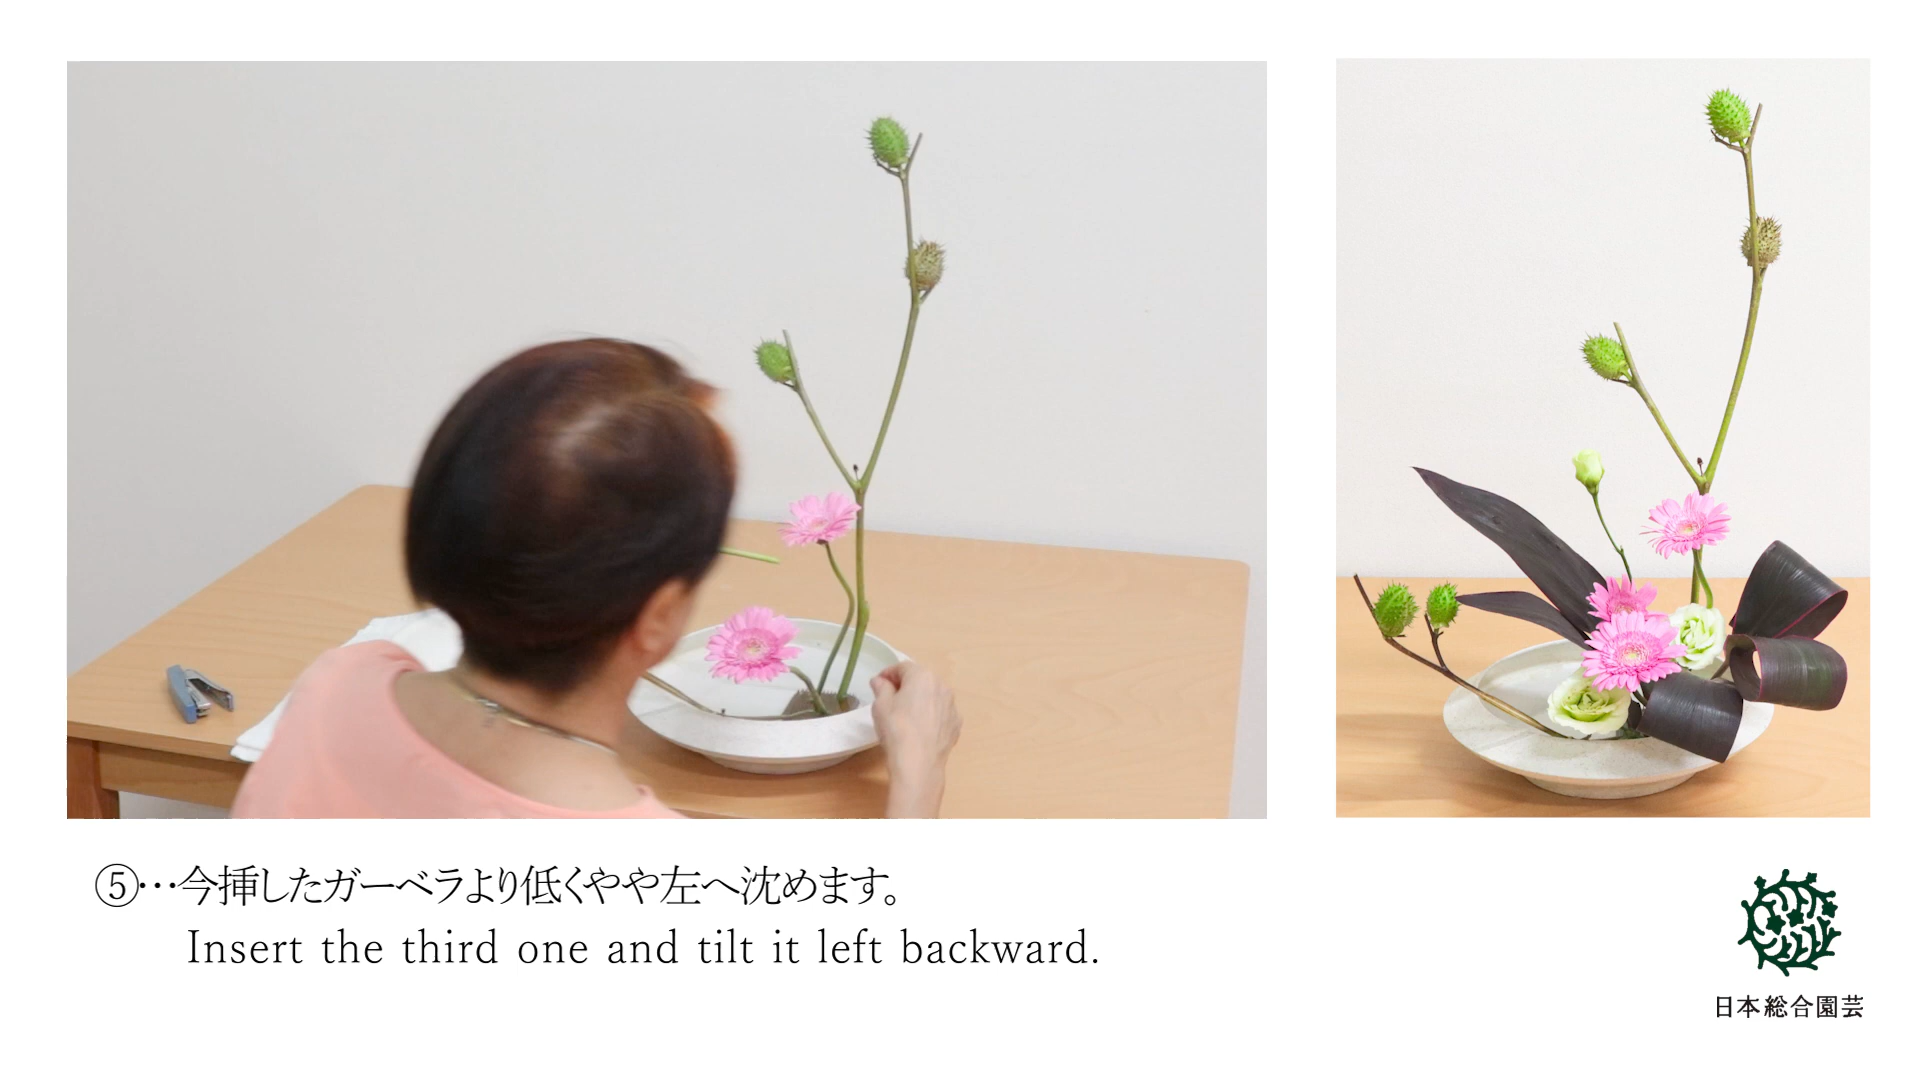 ⑤…今挿したガーベラより低くやや左へ沈めます。
Insert the third one and tilt it left backward.
日本総合園芸